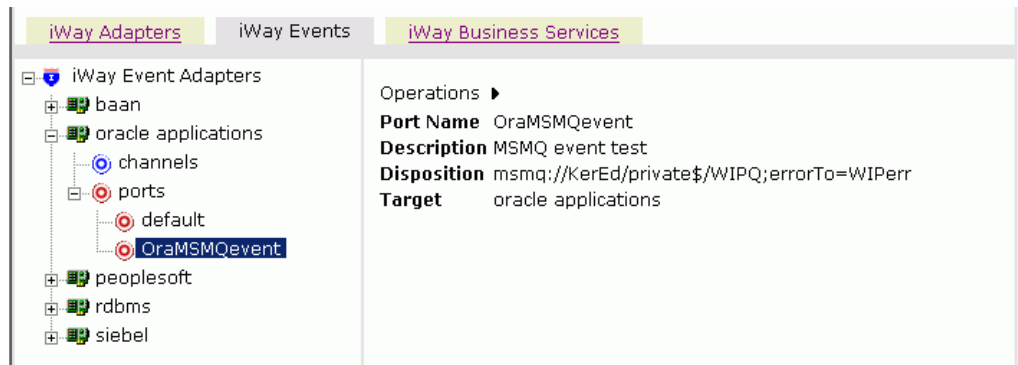 iWay Adapters iWay Events iWay Business Services
iWay Event Adapters
baan
oracle applications
channels
ports
default
OraMSMQevent
peoplesoft
rdbms
siebel
Operations
Port Name OraMSMQevent
Description MSMQ event test
Disposition msmq://KerEd/private$/WIPQ;errorTo=WIPerr
Target oracle applications